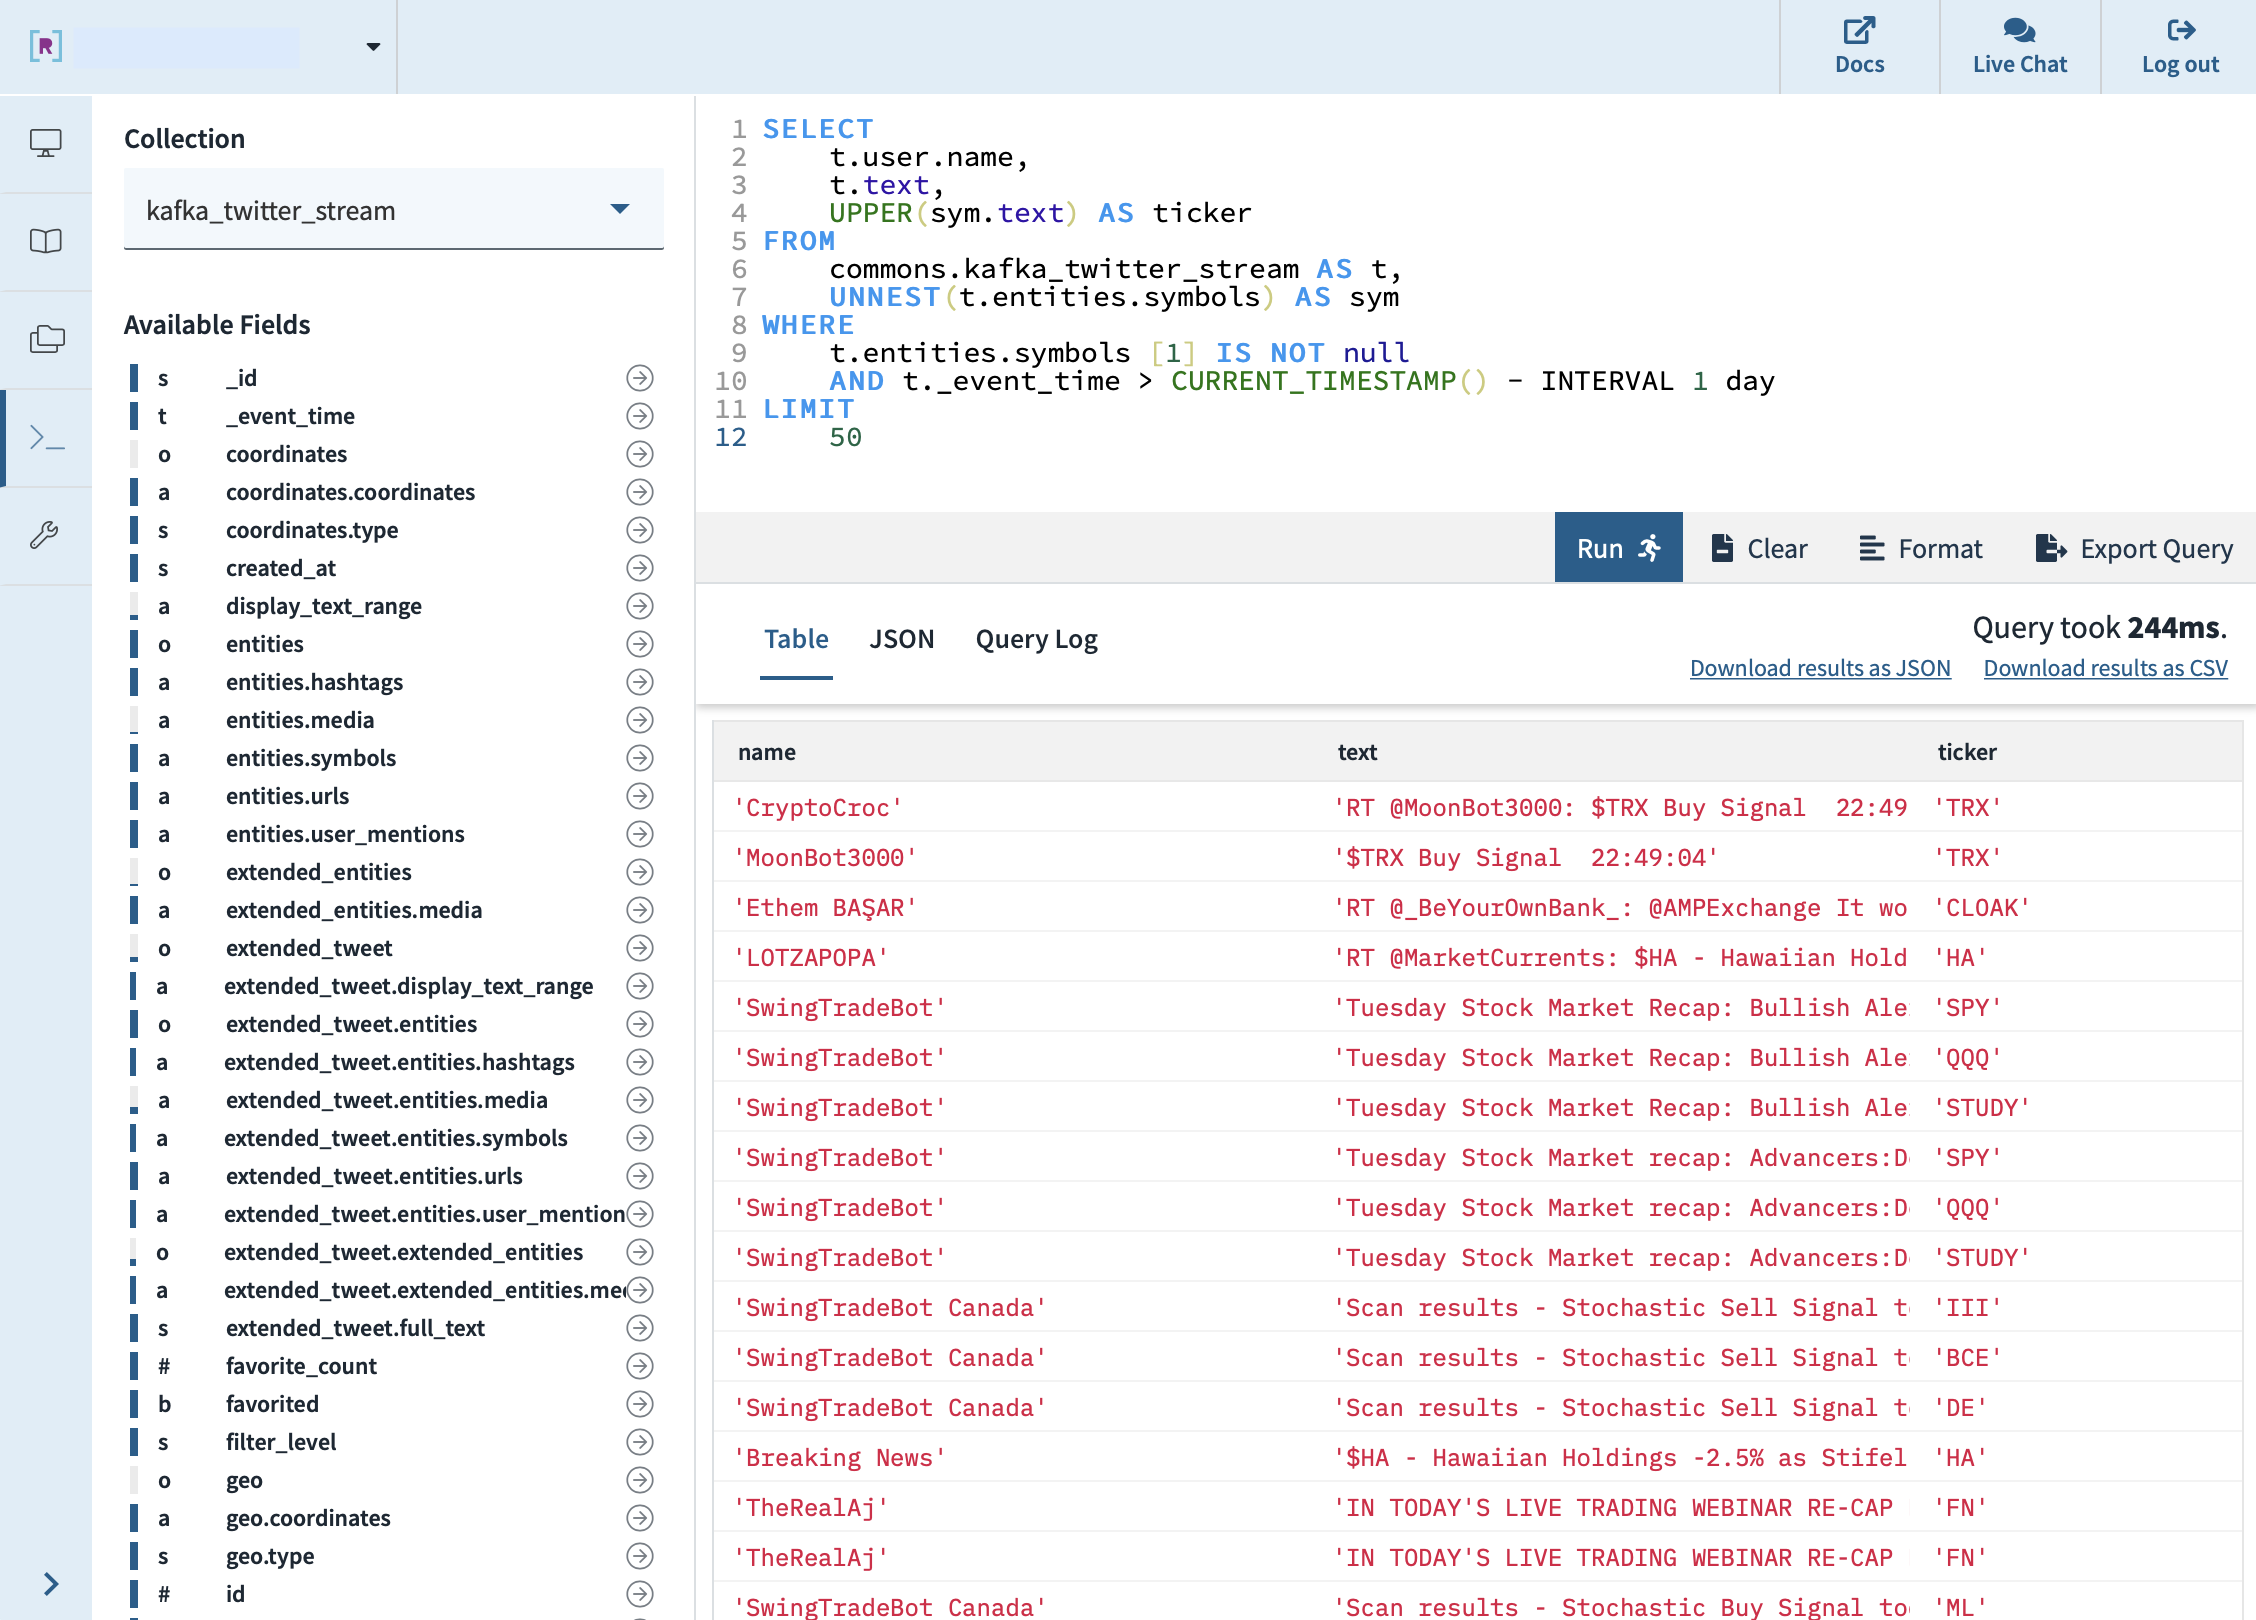 [R]
Docs
Live Chat
Log out
Collection
kafka_twitter_stream
Available Fields
s _id
t _event_time
o coordinates
a coordinates.coordinates
s coordinates.type
s created_at
a display_text_range
o entities
a entities.hashtags
a entities.media
a entities.symbols
a entities.urls
a entities.user_mentions
o extended_entities
a extended_entities.media
o extended_tweet
a extended_tweet.display_text_range
o extended_tweet.entities
a extended_tweet.entities.hashtags
a extended_tweet.entities.media
a extended_tweet.entities.symbols
a extended_tweet.entities.urls
a extended_tweet.entities.user_mention
o extended_tweet.extended_entities
a extended_tweet.extended_entities.me
s extended_tweet.full_text
# favorite_count
b favorited
s filter_level
o geo
a geo.coordinates
s geo.type
# id
1 SELECT
2 t.user.name,
3 t.text,
4 UPPER(sym.text) AS ticker
5 FROM
6 commons.kafka_twitter_stream AS t,
7 UNNEST(t.entities.symbols) AS sym
8 WHERE
9 t.entities.symbols [1] IS NOT null
10 AND t._event_time > CURRENT_TIMESTAMP() - INTERVAL 1 day
11 LIMIT
12 50
Run
Clear
Format
Export Query
Table
JSON
Query Log
Query took 244ms.
Download results as JSON
Download results as CSV
name text ticker
'CryptoCroc' 'RT @MoonBot3000: $TRX Buy Signal 22:49 'TRX'
'MoonBot3000' '$TRX Buy Signal 22:49:04' 'TRX'
'Ethem BAŞAR' 'RT @_BeYourOwnBank_: @AMPExchange It wo 'CLOAK'
'LOTZAPOPA' 'RT @MarketCurrents: $HA - Hawaiian Hold 'HA'
'SwingTradeBot' 'Tuesday Stock Market Recap: Bullish Ale 'SPY'
'SwingTradeBot' 'Tuesday Stock Market Recap: Bullish Ale 'QQQ'
'SwingTradeBot' 'Tuesday Stock Market Recap: Bullish Ale 'STUDY'
'SwingTradeBot' 'Tuesday Stock Market recap: Advancers:D 'SPY'
'SwingTradeBot' 'Tuesday Stock Market recap: Advancers:D 'QQQ'
'SwingTradeBot' 'Tuesday Stock Market recap: Advancers:D 'STUDY'
'SwingTradeBot Canada' 'Scan results - Stochastic Sell Signal t 'III'
'SwingTradeBot Canada' 'Scan results - Stochastic Sell Signal t 'BCE'
'SwingTradeBot Canada' 'Scan results - Stochastic Sell Signal t 'DE'
'Breaking News' '$HA - Hawaiian Holdings -2.5% as Stifel 'HA'
'TheRealAj' 'IN TODAY'S LIVE TRADING WEBINAR RE-CAP 'FN'
'TheRealAj' 'IN TODAY'S LIVE TRADING WEBINAR RE-CAP 'FN'
'SwingTradeBot Canada' 'Scan results - Stochastic Buy Signal to 'ML'